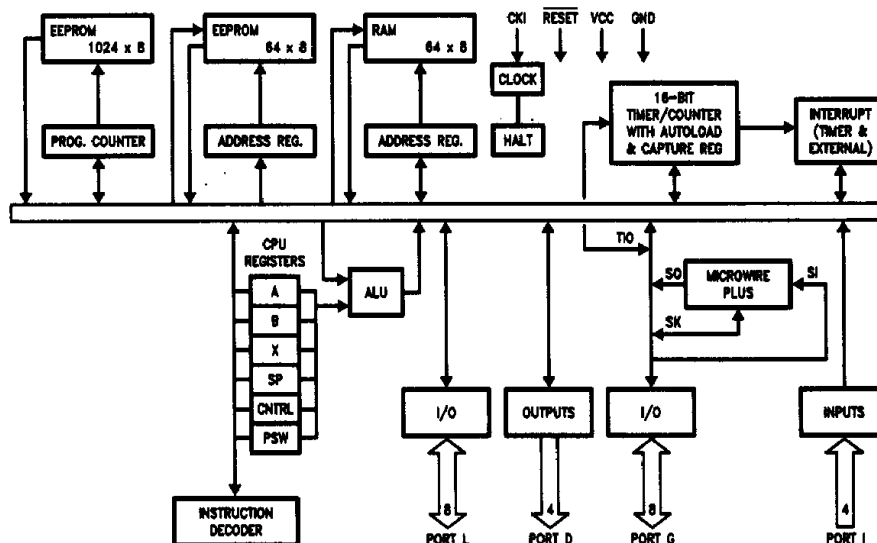 EEPROM
1024 x 8
EEPROM
64 x 8
RAM
64 x 8
CKI
RESET
VCC
GND
CLOCK
HALT
16-BIT
TIMER/COUNTER
WITH AUTOLOAD
& CAPTURE REG
INTERRUPT
(TIMER &
EXTERNAL)
PROG. COUNTER
ADDRESS REG.
ADDRESS REG.
CPU
REGISTERS
A
B
X
SP
CNTRL
PSW
ALU
TIO
SO
MICROWIRE
PLUS
SI
SK
I/O
OUTPUTS
I/O
INPUTS
INSTRUCTION
DECODER
8
4
8
4
PORT L
PORT D
PORT G
PORT I